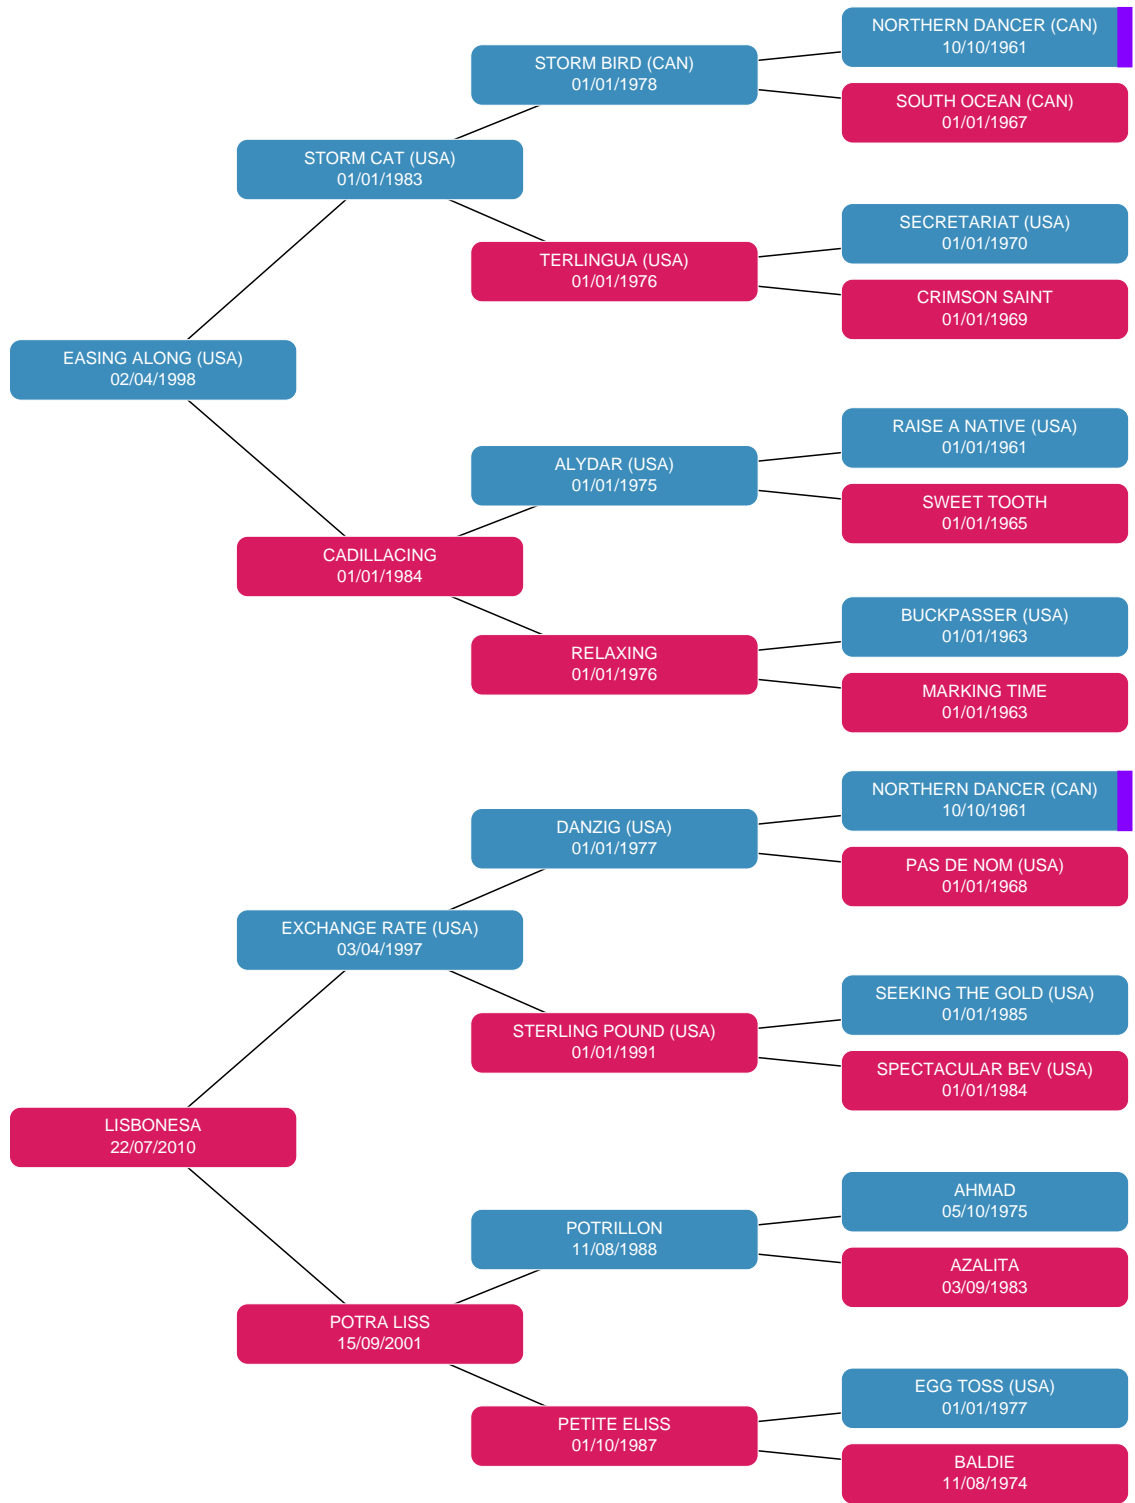 NORTHERN DANCER (CAN)
10/10/1961
STORM BIRD (CAN)
01/01/1978
SOUTH OCEAN (CAN)
01/01/1967
STORM CAT (USA)
01/01/1983
SECRETARIAT (USA)
01/01/1970
TERLINGUA (USA)
01/01/1976
CRIMSON SAINT
01/01/1969
EASING ALONG (USA)
02/04/1998
RAISE A NATIVE (USA)
01/01/1961
ALYDAR (USA)
01/01/1975
SWEET TOOTH
01/01/1965
CADILLACING
01/01/1984
BUCKPASSER (USA)
01/01/1963
RELAXING
01/01/1976
MARKING TIME
01/01/1963
NORTHERN DANCER (CAN)
10/10/1961
DANZIG (USA)
01/01/1977
PAS DE NOM (USA)
01/01/1968
EXCHANGE RATE (USA)
03/04/1997
SEEKING THE GOLD (USA)
01/01/1985
STERLING POUND (USA)
01/01/1991
SPECTACULAR BEV (USA)
01/01/1984
LISBONESA
22/07/2010
AHMAD
05/10/1975
POTRILLON
11/08/1988
AZALITA
03/09/1983
POTRA LISS
15/09/2001
EGG TOSS (USA)
01/01/1977
PETITE ELISS
01/10/1987
BALDIE
11/08/1974